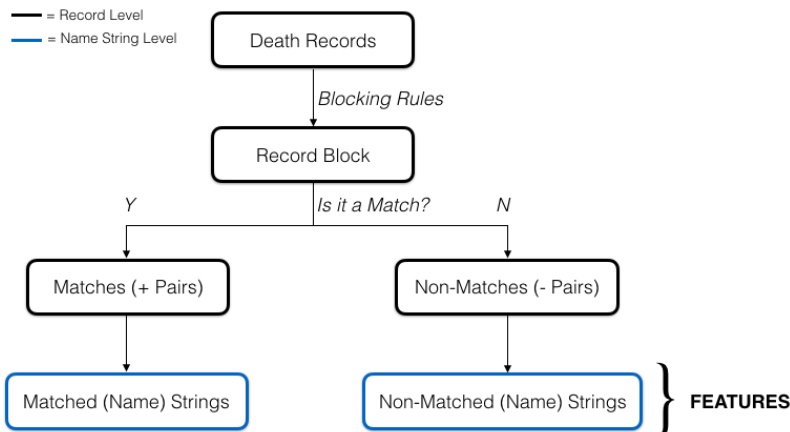 = Record Level
= Name String Level
Death Records
Blocking Rules
Record Block
Y
Is it a Match?
N
Matches (+ Pairs)
Non-Matches (- Pairs)
Matched (Name) Strings
Non-Matched (Name) Strings
FEATURES